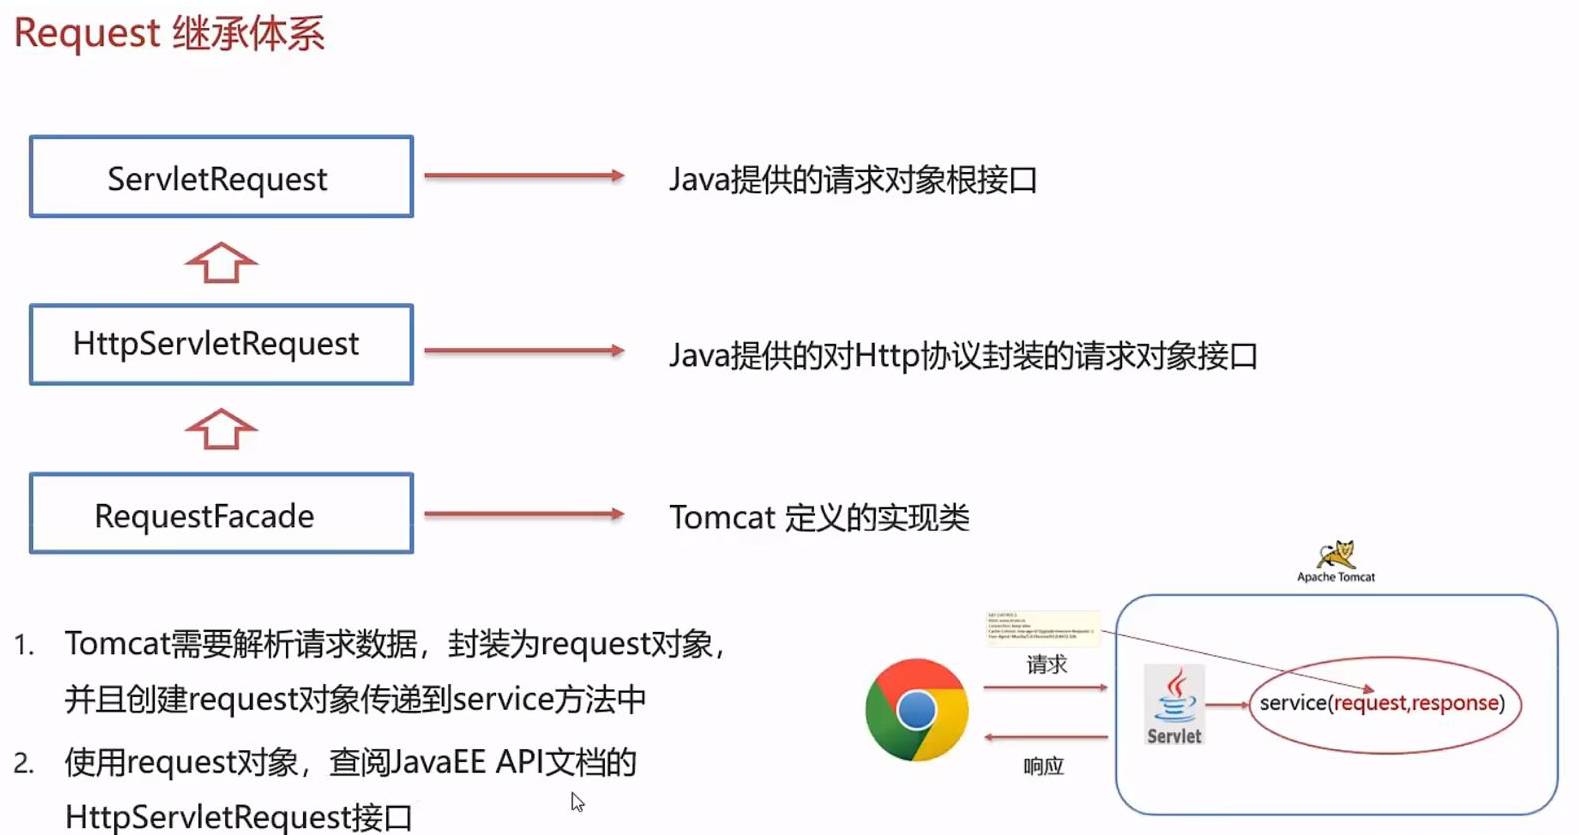 Request 继承体系
ServletRequest
Java提供的请求对象根接口
HttpServletRequest
Java提供的对Http协议封装的请求对象接口
RequestFacade
Tomcat 定义的实现类
1. Tomcat需要解析请求数据，封装为request对象，
并且创建request对象传递到service方法中
2. 使用request对象，查阅JavaEE API文档的
HttpServletRequest接口
Apache Tomcat
请求
响应
Servlet
service(request,response)